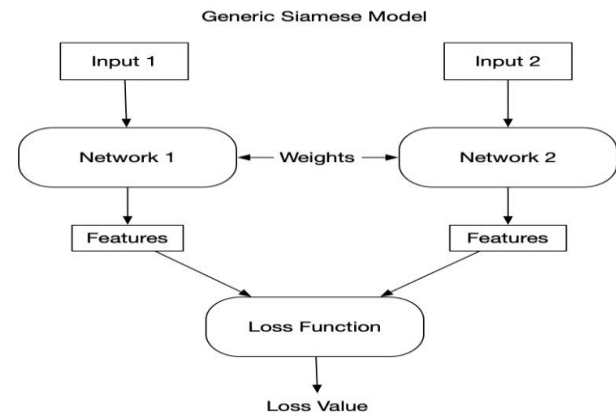 Generic Siamese Model
Input 1
Input 2
Network 1
Weights
Network 2
Features
Features
Loss Function
Loss Value